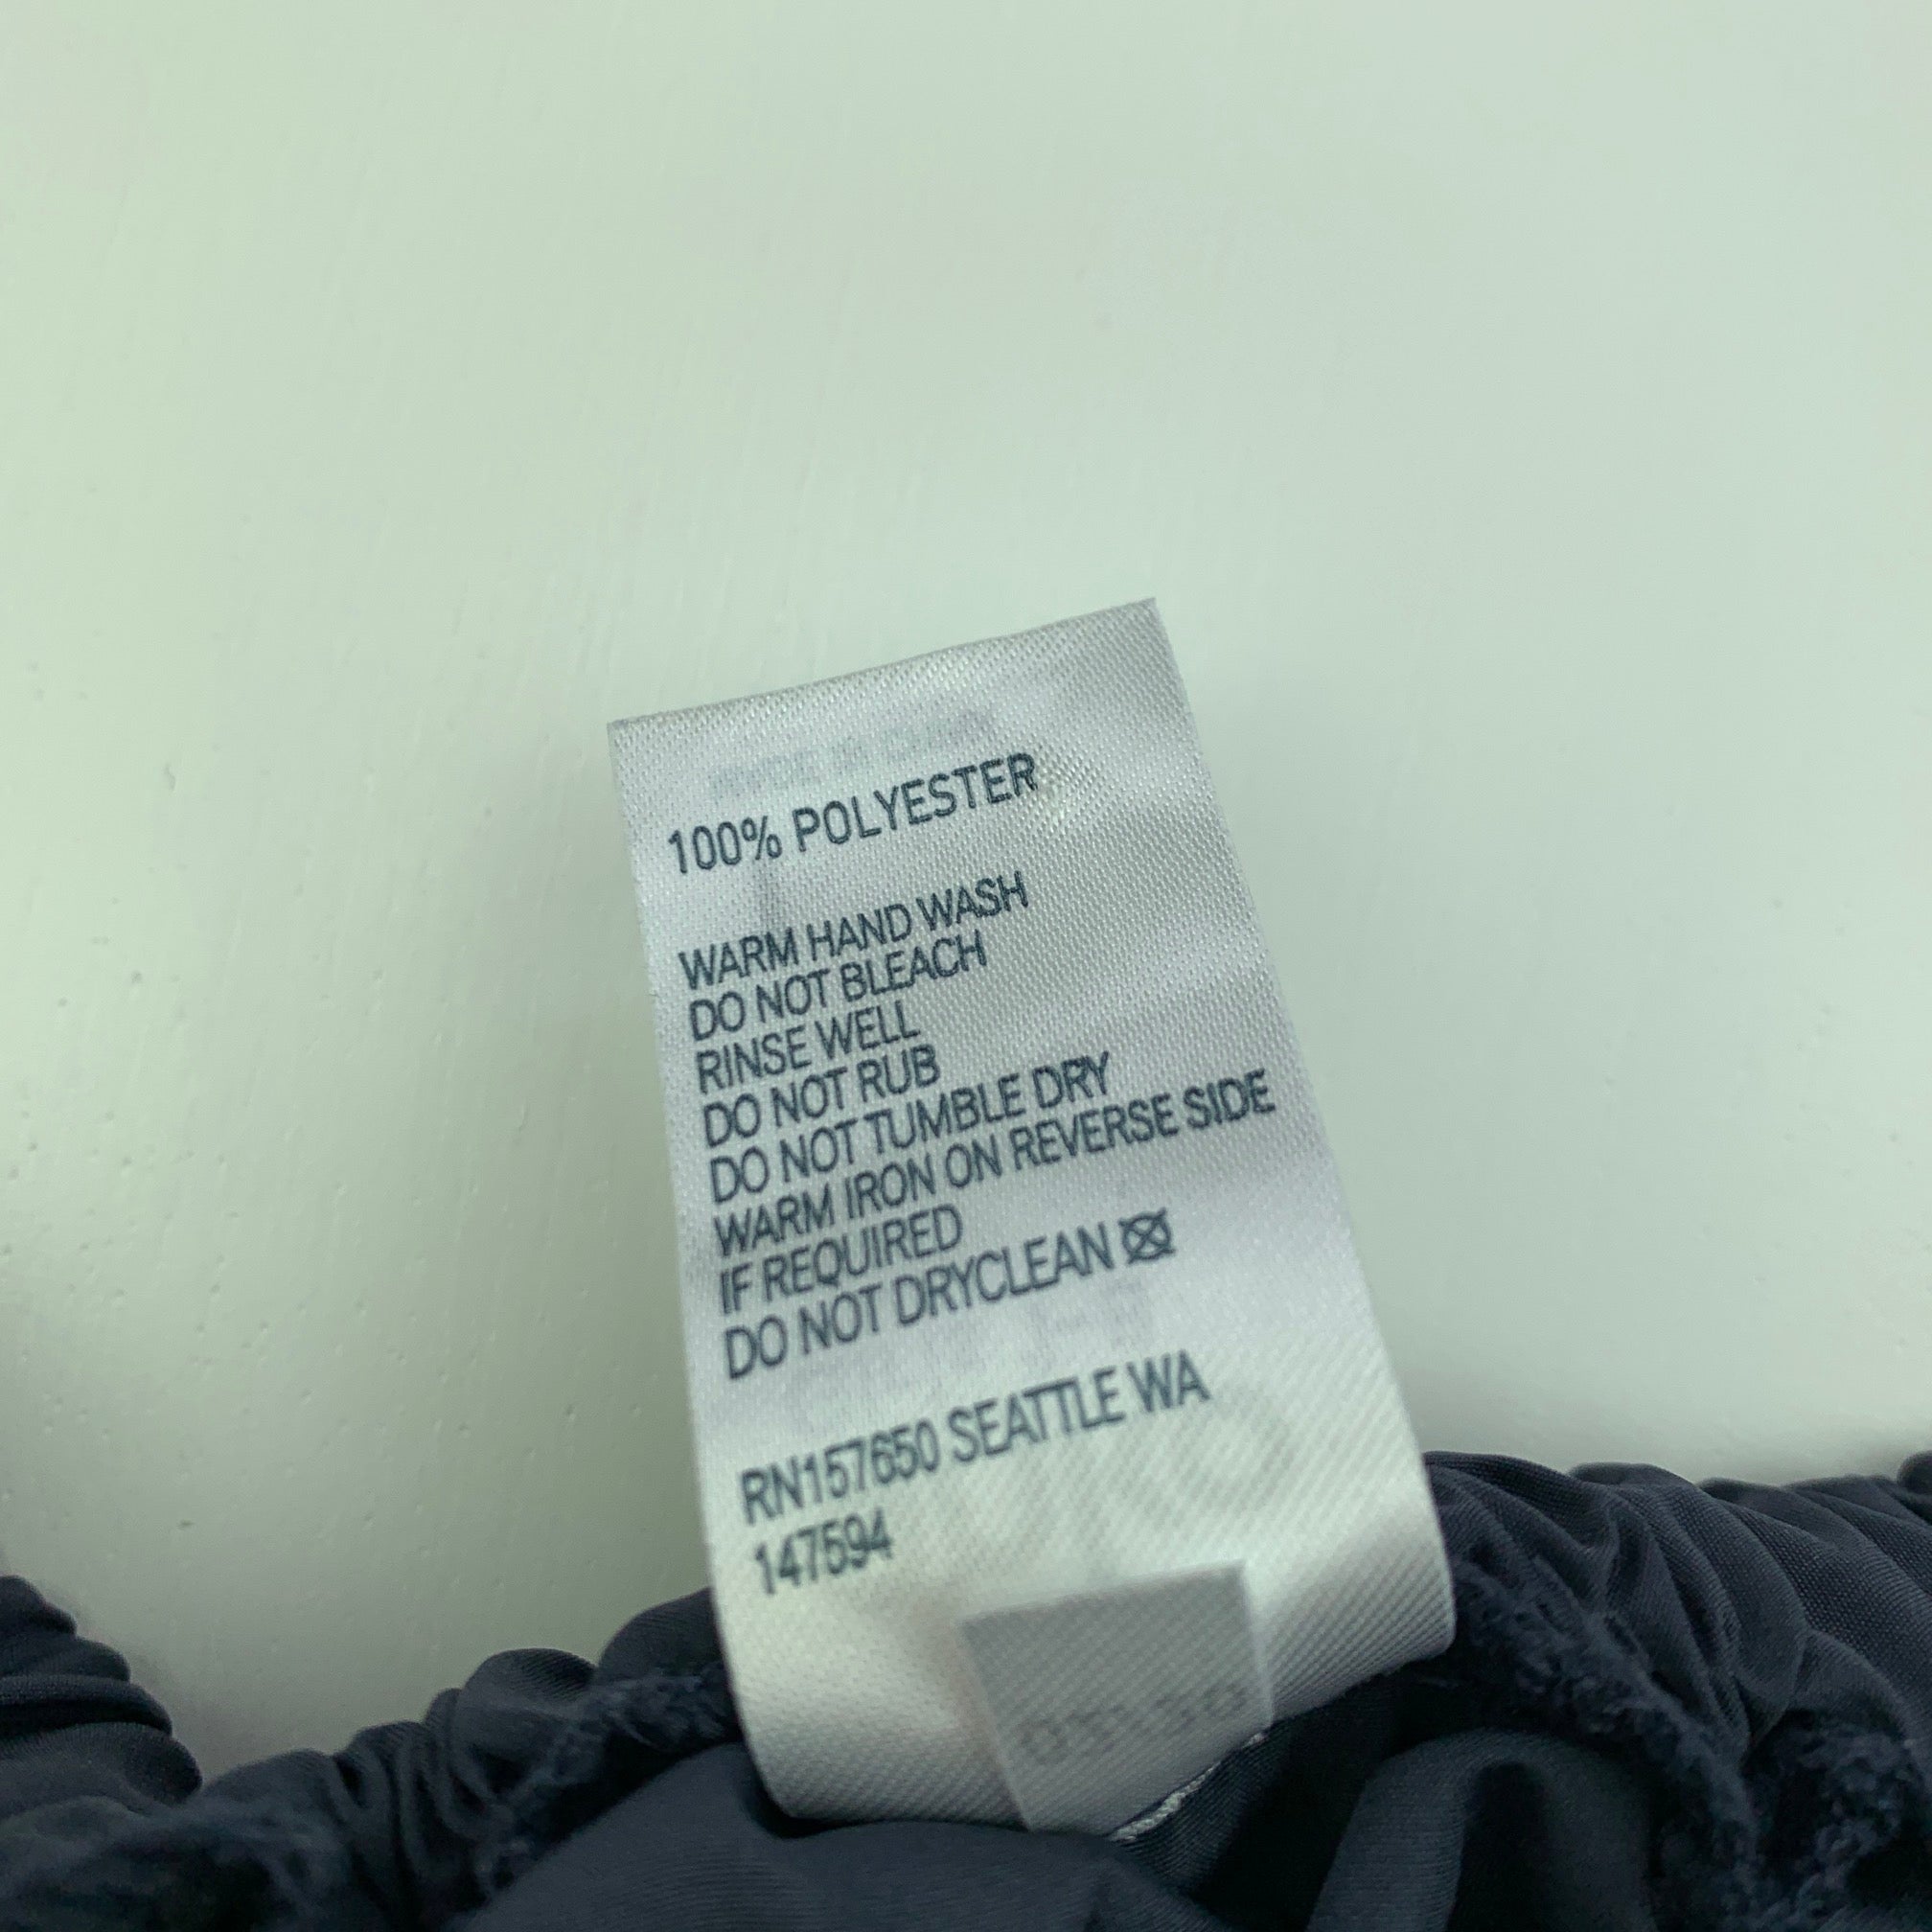 100% POLYESTER
WARM HAND WASH
DO NOT BLEACH
RINSE WELL
DO NOT RUB
DO NOT TUMBLE DRY
WARM IRON ON REVERSE SIDE
IF REQUIRED
DO NOT DRYCLEAN
RN157650 SEATTLE WA
147594